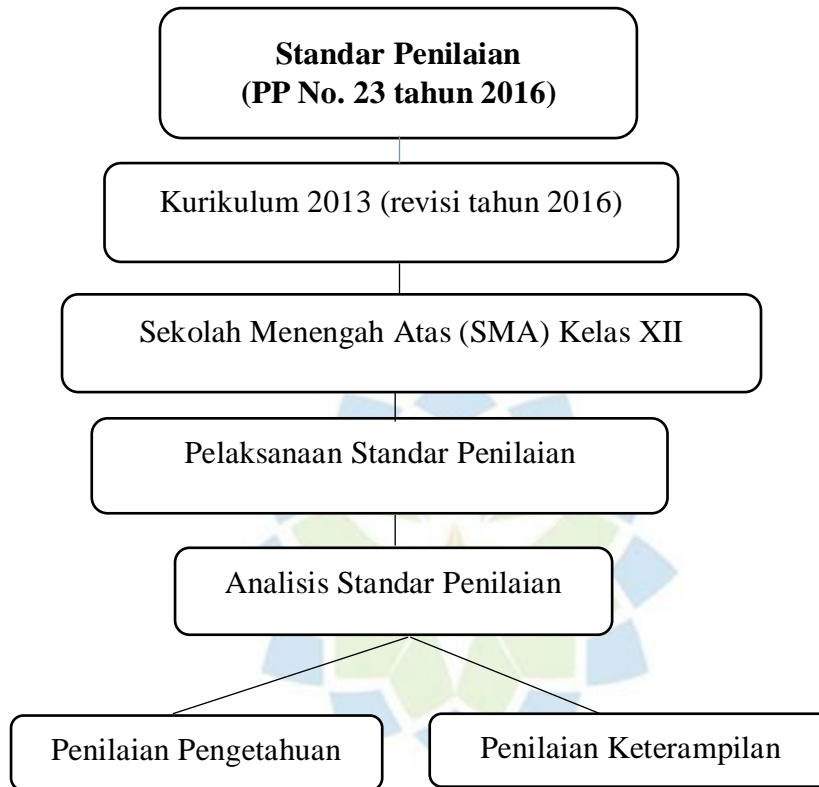 Standar Penilaian
(PP No. 23 tahun 2016)
Kurikulum 2013 (revisi tahun 2016)
Sekolah Menengah Atas (SMA) Kelas XII
Pelaksanaan Standar Penilaian
Analisis Standar Penilaian
Penilaian Pengetahuan
Penilaian Keterampilan